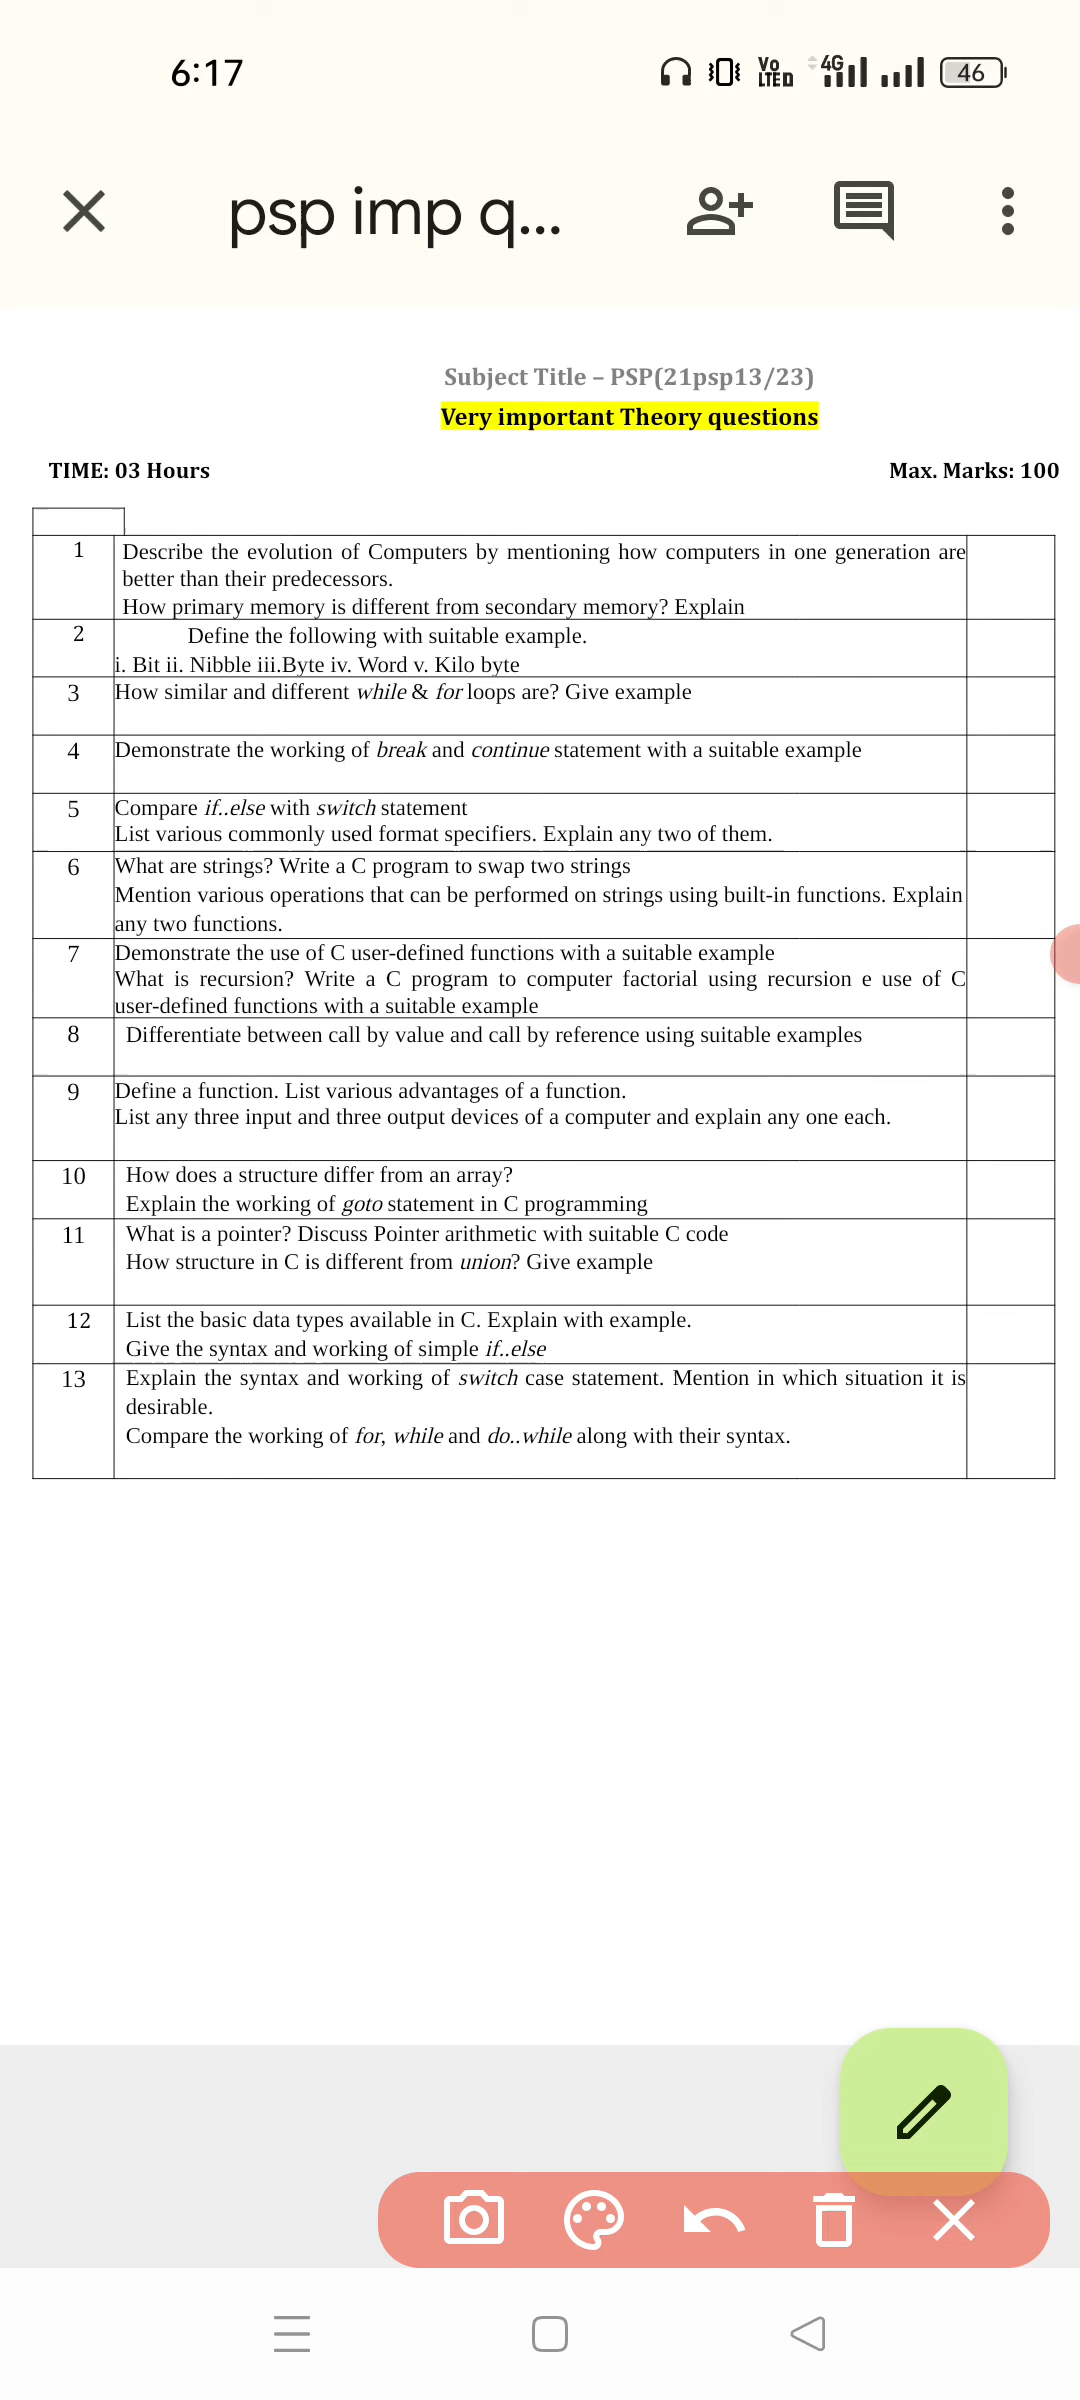 6:17
Vo LTE 4G 46
psp imp q...
Subject Title – PSP(21psp13/23)
Very important Theory questions
TIME: 03 Hours Max. Marks: 100
1 Describe the evolution of Computers by mentioning how computers in one generation are
better than their predecessors.
How primary memory is different from secondary memory? Explain
2 Define the following with suitable example.
i. Bit ii. Nibble iii.Byte iv. Word v. Kilo byte
3 How similar and different while & for loops are? Give example
4 Demonstrate the working of break and continue statement with a suitable example
5 Compare if..else with switch statement
List various commonly used format specifiers. Explain any two of them.
6 What are strings? Write a C program to swap two strings
Mention various operations that can be performed on strings using built-in functions. Explain
any two functions.
7 Demonstrate the use of C user-defined functions with a suitable example
What is recursion? Write a C program to computer factorial using recursion e use of C
user-defined functions with a suitable example
8 Differentiate between call by value and call by reference using suitable examples
9 Define a function. List various advantages of a function.
List any three input and three output devices of a computer and explain any one each.
10 How does a structure differ from an array?
Explain the working of goto statement in C programming
11 What is a pointer? Discuss Pointer arithmetic with suitable C code
How structure in C is different from union? Give example
12 List the basic data types available in C. Explain with example.
Give the syntax and working of simple if..else
13 Explain the syntax and working of switch case statement. Mention in which situation it is
desirable.
Compare the working of for, while and do..while along with their syntax.